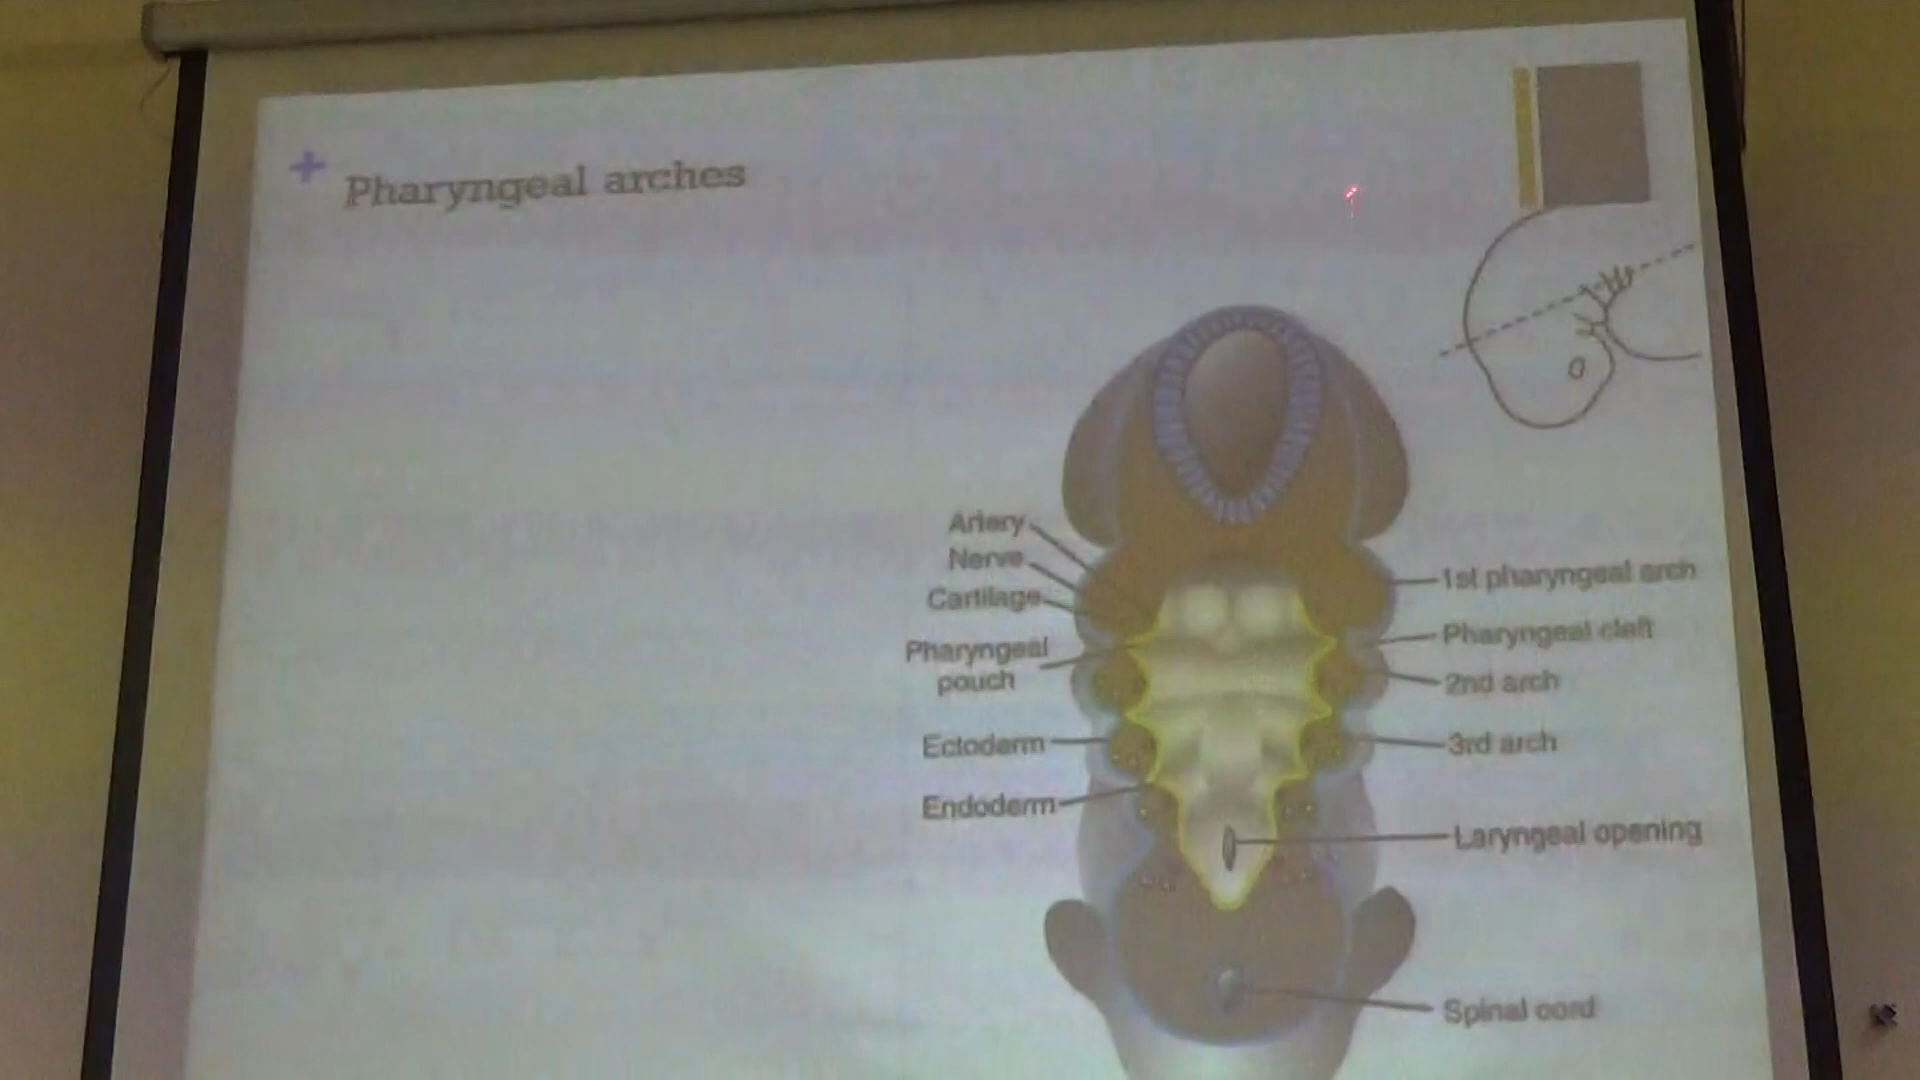 + Pharyngeal arches
Artery
Nerve
Cartilage
Pharyngeal
pouch
Ectoderm
Endoderm
1st pharyngeal arch
Pharyngeal cleft
2nd arch
3rd arch
Laryngeal opening
Spinal cord